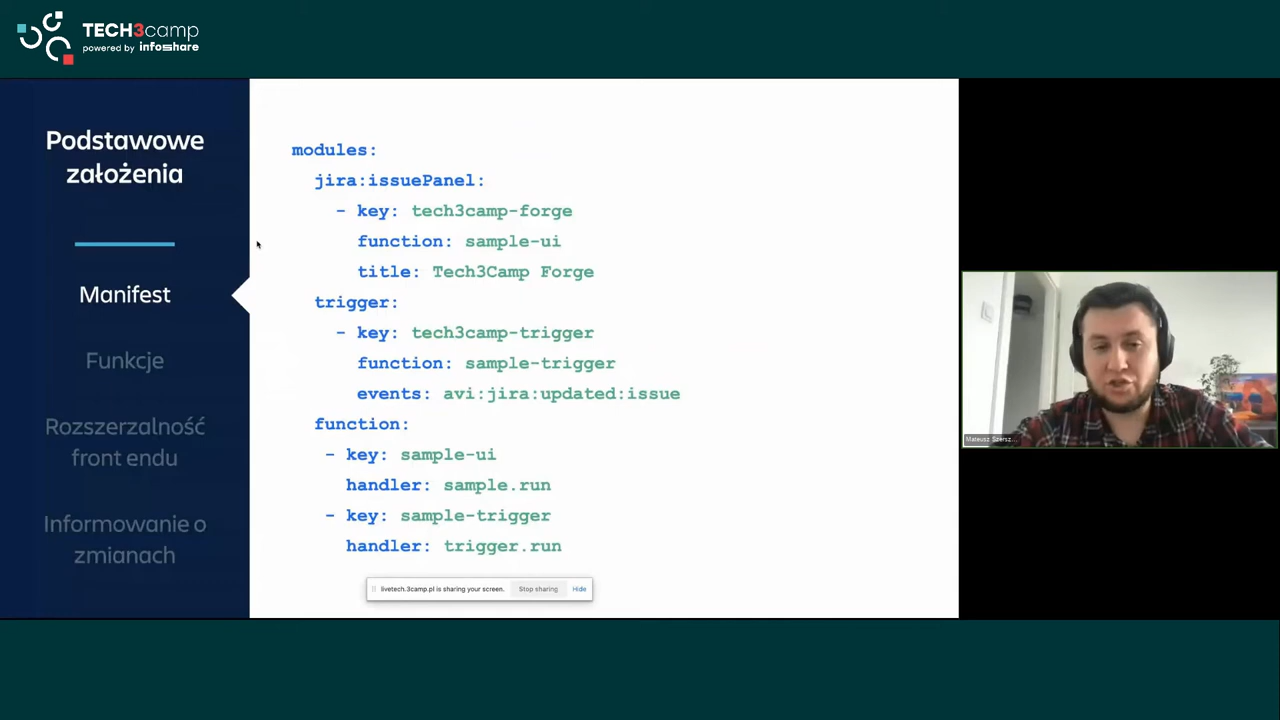 TECH3camp
powered by infoshare
Podstawowe
założenia
Manifest
Funkcje
Rozszerzalność
front endu
Informowanie o
zmianach
modules:
jira:issuePanel:
- key: tech3camp-forge
function: sample-ui
title: Tech3Camp Forge
trigger:
- key: tech3camp-trigger
function: sample-trigger
events: avi:jira:updated:issue
function:
- key: sample-ui
handler: sample.run
- key: sample-trigger
handler: trigger.run
livetech.3camp.pl is sharing your screen. Stop sharing Hide
Mateusz Szersz...